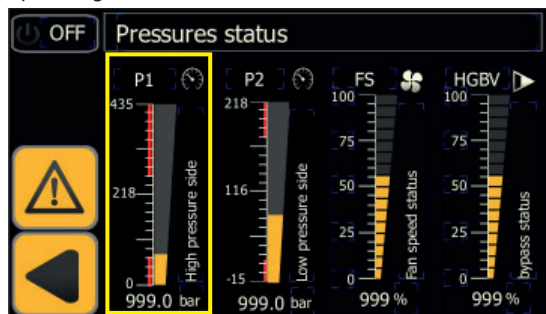 OFF
Pressures status
P1
435
218
0
High pressure side
999.0 bar
P2
218
116
-15
Low pressure side
999.0 bar
FS
100
75
50
25
0
Fan speed status
999 %
HGBV
100
75
50
25
0
bypass status
999 %